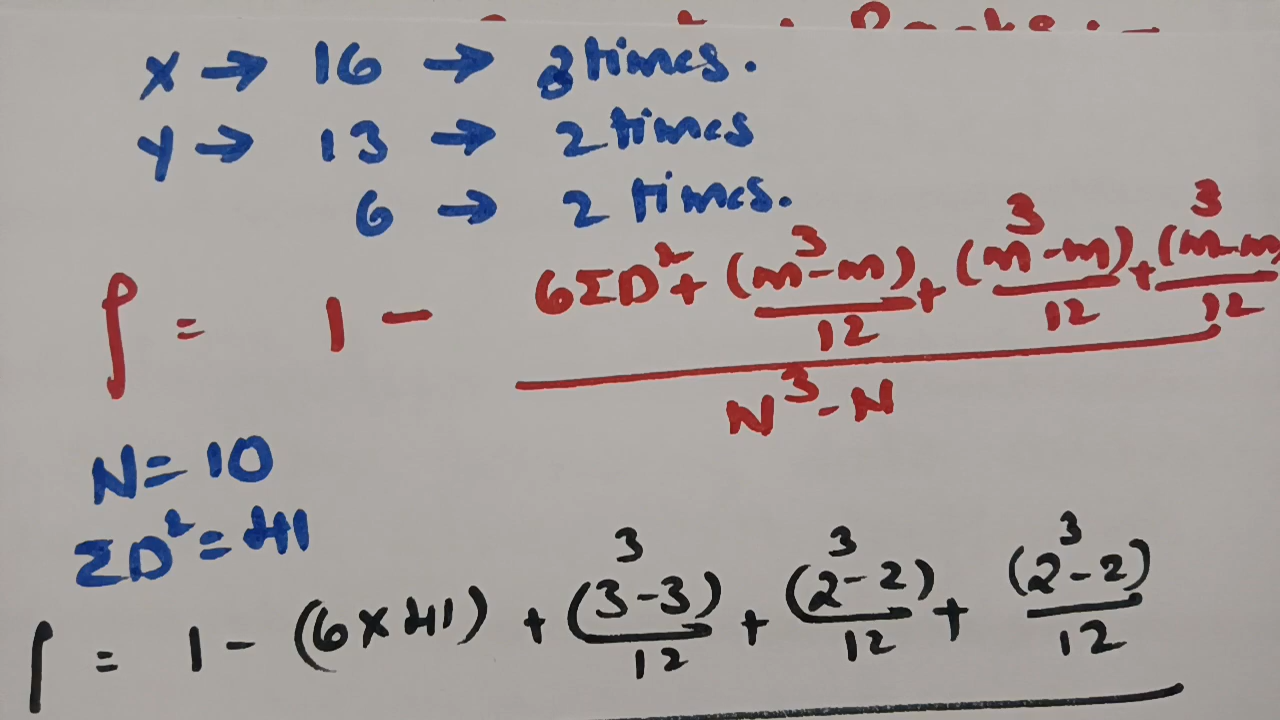 x → 16 → 3 times.
y → 13 → 2 times
6 → 2 times.
ρ = 1 - 6ΣD² + (m³-m)/12 + (m³-m)/12 + (m³-m)/12
N³-N
N = 10
ΣD² = 41
ρ = 1 - (6×41) + (3³-3)/12 + (2³-2)/12 + (2³-2)/12